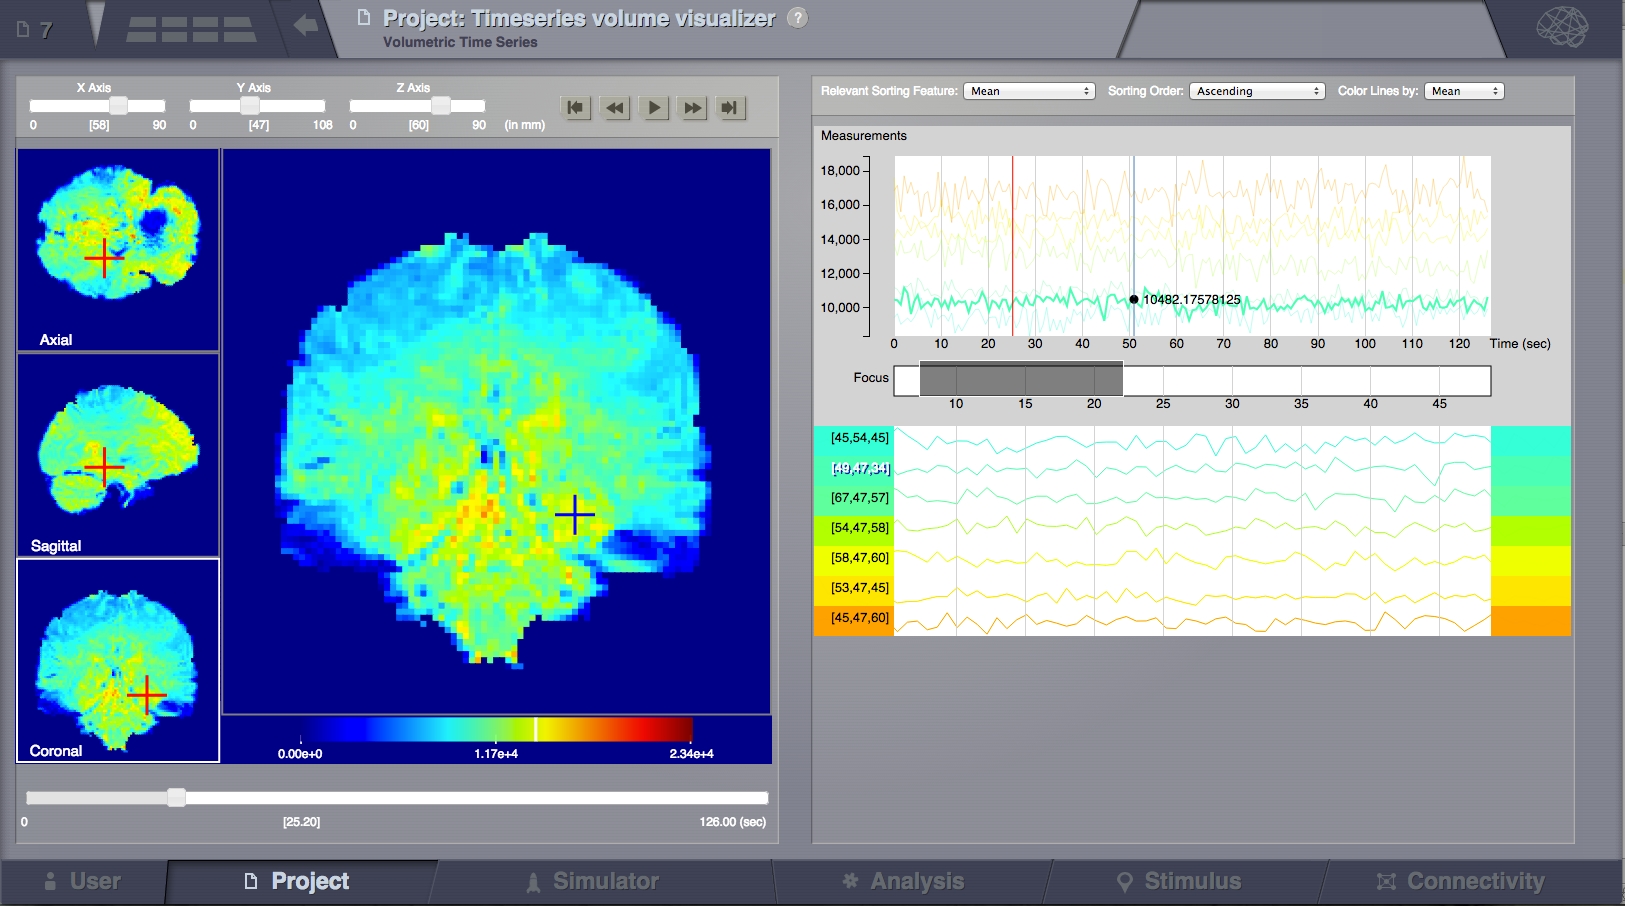 7
Project: Timeseries volume visualizer ?
Volumetric Time Series
X Axis Y Axis Z Axis
0 [58] 90 0 [47] 108 0 [60] 90 (in mm)
Axial
Sagittal
Coronal
0.00e+0 1.17e+4 2.34e+4
0 [25.20] 126.00 (sec)
Relevant Sorting Feature: Mean Sorting Order: Ascending Color Lines by: Mean
Measurements
18,000
16,000
14,000
12,000
10,000
10482.17578125
0 10 20 30 40 50 60 70 80 90 100 110 120 Time (sec)
Focus
10 15 20 25 30 35 40 45
[45,54,45]
[49,47,34]
[67,47,57]
[54,47,58]
[58,47,60]
[53,47,45]
[45,47,60]
User Project Simulator Analysis Stimulus Connectivity